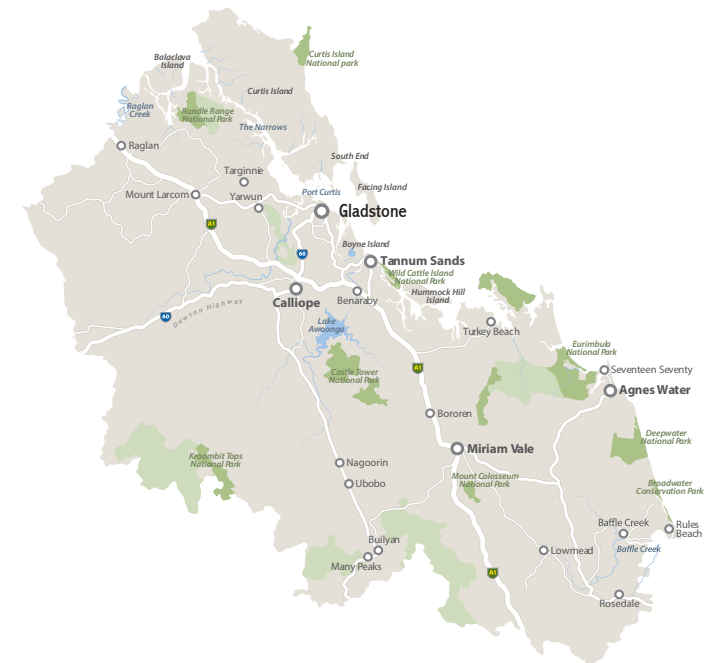 Curtis Island
National park
Balaclava
Island
Curtis Island
Raglan
Creek
Rundle Range
National Park
The Narrows
Raglan
South End
Targinnie
Facing Island
Mount Larcom
Yarwun
Port Curtis
Gladstone
A1
Boyne Island
60
Tannum Sands
Wild Cattle Island
National Park
Hummock Hill
Island
Calliope
Benaraby
Dawson Highway
60
Lake
Awoonga
Turkey Beach
Eurimbula
National Park
Castle Tower
National Park
A1
Seventeen Seventy
Agnes Water
Bororen
Deepwater
National Park
Miriam Vale
Kroombit Tops
National Park
Nagoorin
Ubobo
Mount Colosseum
National Park
Broadwater
Conservation Park
Baffle Creek
Rules
Beach
Builyan
Many Peaks
Lowmead
Baffle Creek
A1
Rosedale